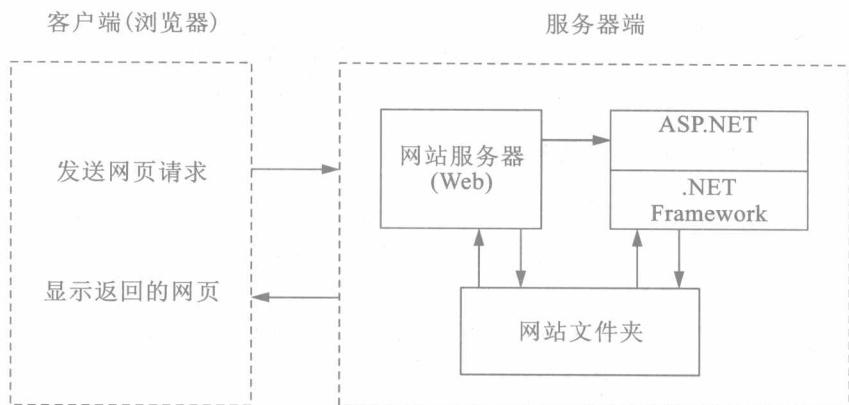 客户端(浏览器)
服务器端
发送网页请求
显示返回的网页
网站服务器
(Web)
ASP.NET
.NET
Framework
网站文件夹